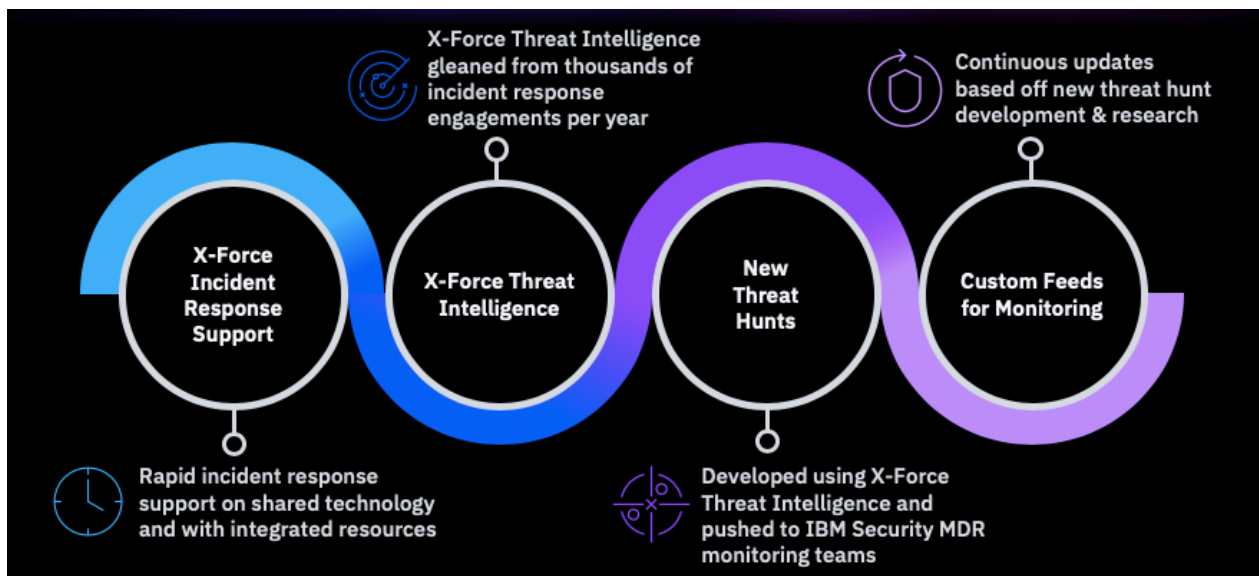 X-Force Threat Intelligence
gleaned from thousands of
incident response
engagements per year
Continuous updates
based off new threat hunt
development & research
X-Force
Incident
Response
Support
X-Force Threat
Intelligence
New
Threat
Hunts
Custom Feeds
for Monitoring
Rapid incident response
support on shared technology
and with integrated resources
Developed using X-Force
Threat Intelligence and
pushed to IBM Security MDR
monitoring teams